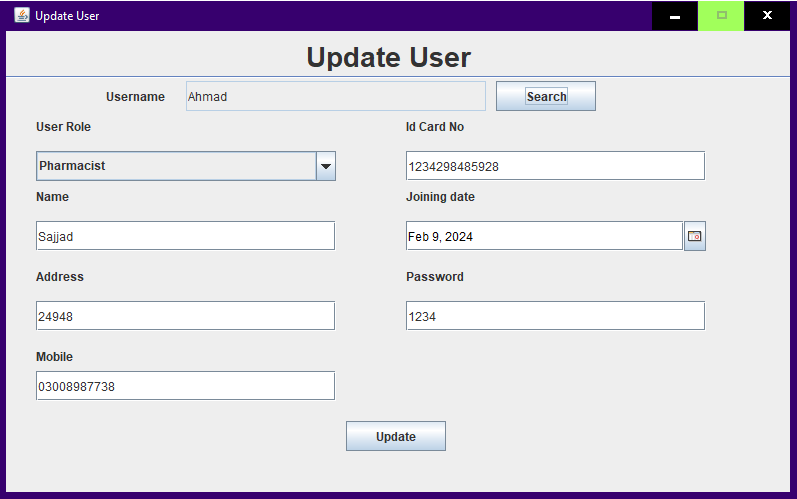 Update User
Update User
Username Ahmad Search
User Role Id Card No
Pharmacist 1234298485928
Name Joining date
Sajjad Feb 9, 2024
Address Password
24948 1234
Mobile
03008987738
Update